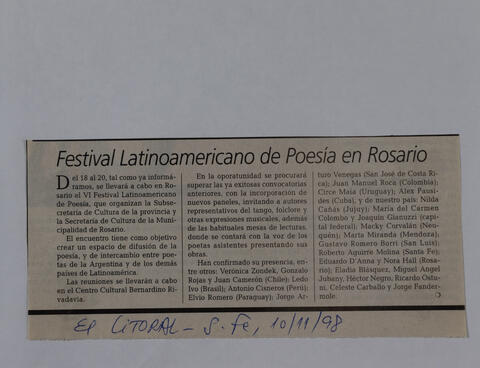 Festival Latinoamericano de Poesía en Rosario
Del 18 al 20, tal como ya infor-
máramos, se llevará a cabo en
Rosario el VI Festival Latinoamericano
de Poesía, que organizan la Subse-
cretaría de Cultura de la provincia y
la Secretaría de Cultura de la Muni-
cipalidad de Rosario.
El encuentro tiene como objetivo
crear un espacio de difusión de la
poesía, y de intercambio entre poe-
tas de la Argentina y de los demás
países de Latinoamérica.
Las reuniones se llevarán a cabo
en el Centro Cultural Bernardino Ri-
vadavia.
En la oporatunidad se procurará
superar las ya exitosas convocatorias
anteriores, con la incorporación de
nuevos paneles, invitando a autores
representativos del tango, folclore y
otras expresiones musicales, además
de las habituales mesas de lecturas.
donde se contará con la voz de los
poetas asistentes presentando sus
obras.
Han confirmado su presencia, en-
tre otros: Verónica Zondek, Gonzalo
Rojas y Juan Camerón (Chile); Ledo
Ivo (Brasil); Antonio Cisneros (Perú);
Elvio Romero (Paraguay); Jorge Ar-
turo Venegas (San José de Costa Ri-
ca); Juan Manuel Roca (Colombia);
Circe Maia (Uruguay); Alex Fausi-
des (Cuba), y de nuestro país: Nilda
Cañás (Jujuy); María del Carmen
Colombo y Joaquín Gianuzzi (capi-
tal federal); Macky Corvalán (Neu-
quén); Marta Miranda (Mendoza),
Gustavo Romero Borri (San Luis);
Roberto Aguirre Molina (Santa Fe);
Eduardo D'Anna y Nora Hall (Rosa-
rio); Eladia Blásquez, Miguel Angel
Jubany, Héctor Negro, Ricardo Ostu-
ni, Celeste Carballo y Jorge Fander-
mole.
El LITORAL - S. Fe, 10/11/98